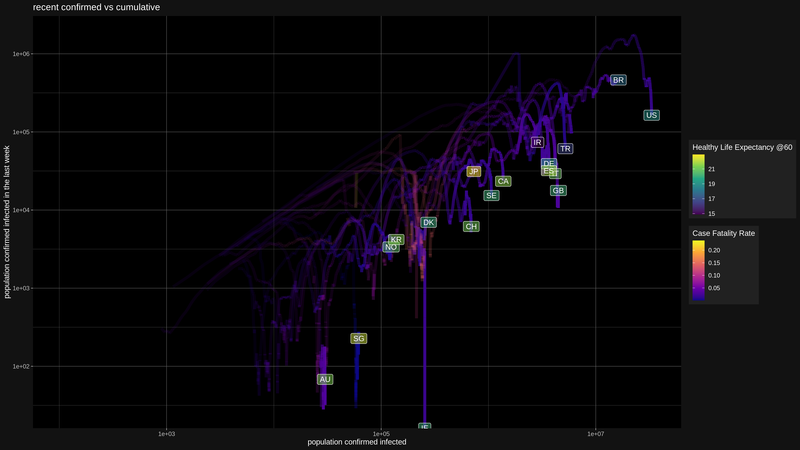 recent confirmed vs cumulative
population confirmed infected in the last week
1e+06
1e+05
1e+04
1e+03
1e+02
BR
US
IR
TR
DE
JP
CA
GB
SE
CH
DK
KR
NO
SG
AU
1e+03
1e+05
1e+07
population confirmed infected
Healthy Life Expectancy @60
21
19
17
15
Case Fatality Rate
0.20
0.15
0.10
0.05